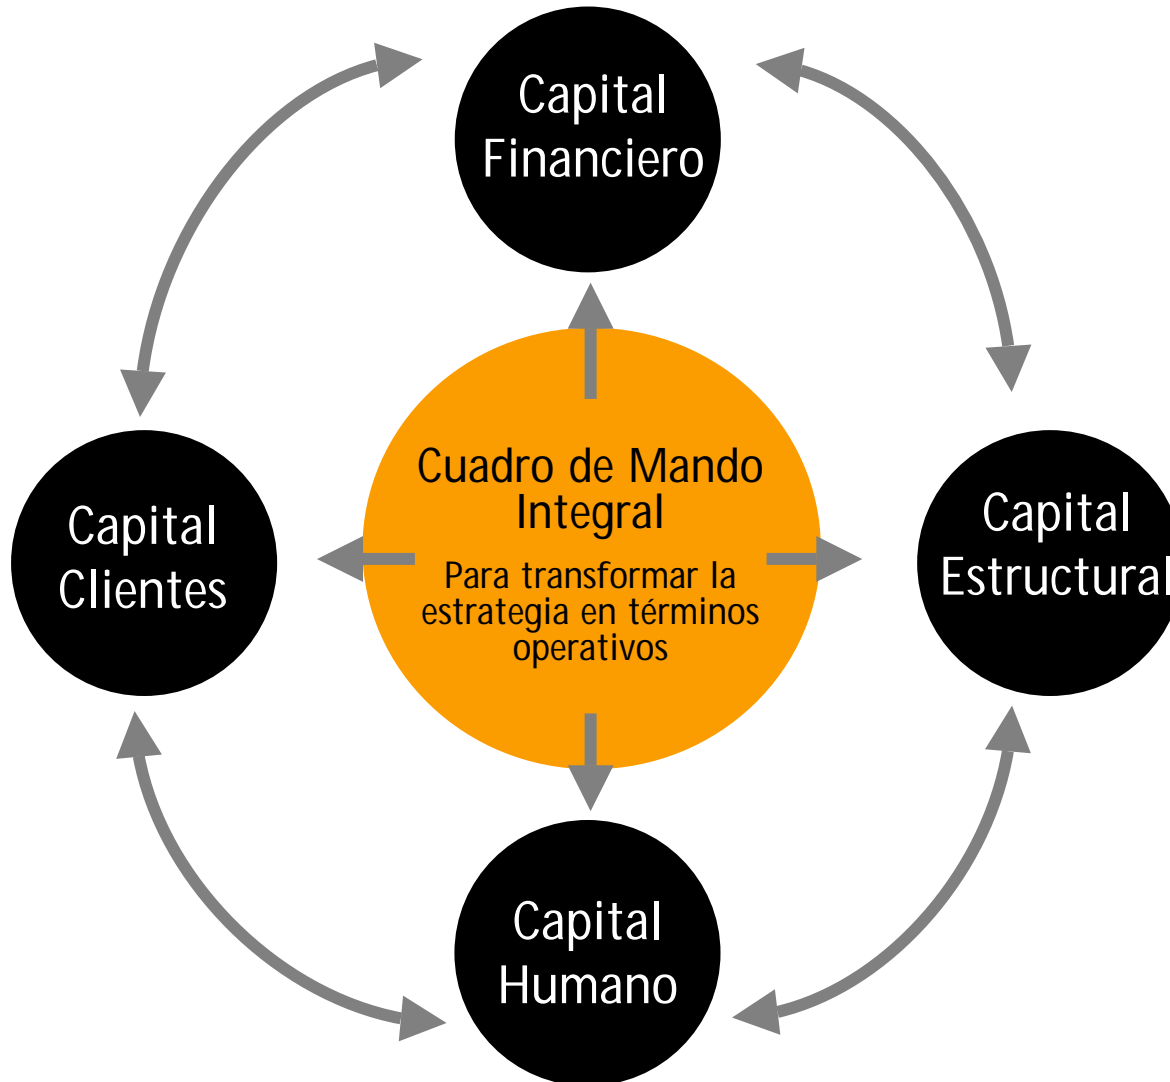 Capital
Financiero
Cuadro de Mando
Integral
Para transformar la
estrategia en términos
operativos
Capital
Clientes
Capital
Estructural
Capital
Humano